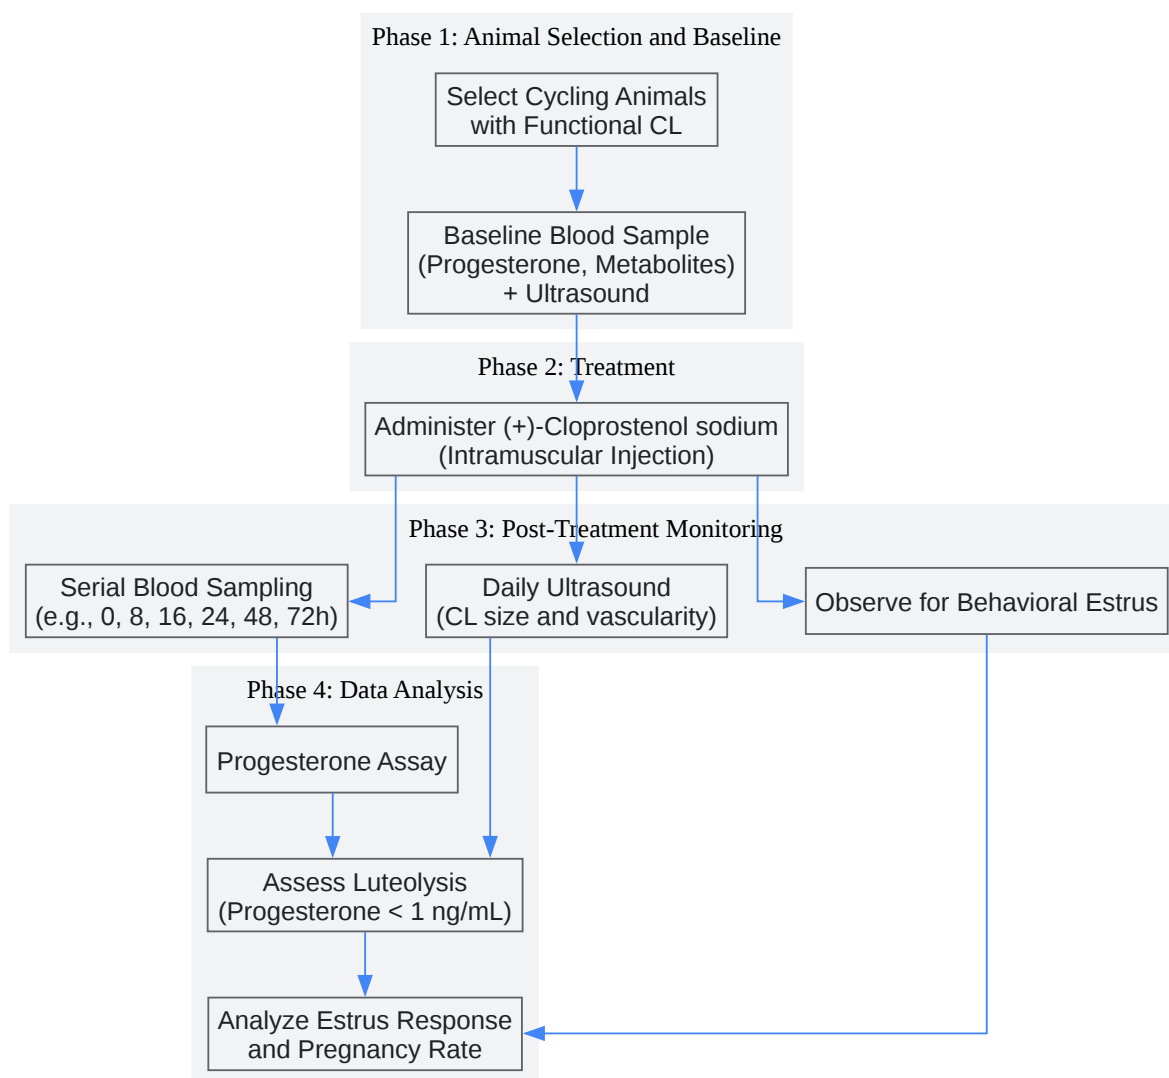 Phase 1: Animal Selection and Baseline
Select Cycling Animals
with Functional CL
Baseline Blood Sample
(Progesterone, Metabolites)
+ Ultrasound
Phase 2: Treatment
Administer (+)-Cloprostenol sodium
(Intramuscular Injection)
Phase 3: Post-Treatment Monitoring
Serial Blood Sampling
(e.g., 0, 8, 16, 24, 48, 72h)
Daily Ultrasound
(CL size and vascularity)
Observe for Behavioral Estrus
Phase 4: Data Analysis
Progesterone Assay
Assess Luteolysis
(Progesterone < 1 ng/mL)
Analyze Estrus Response
and Pregnancy Rate